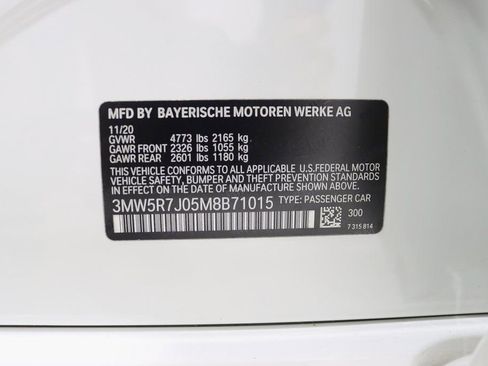 MFD BY BAYERISCHE MOTOREN WERKE AG
11/20
GVWR 4773 lbs 2165 kg
GAWR FRONT 2326 lbs 1055 kg
GAWR REAR 2601 lbs 1180 kg
THIS VEHICLE CONFORMS TO ALL APPLICABLE U.S.FEDERAL MOTOR
VEHICLE SAFETY, BUMPER, AND THEFT PREVENTION STANDARDS
IN EFFECT ON THE DATE OF MANUFACTURE SHOWN ABOVE.
3MW5R7J05M8B71015 TYPE: PASSENGER CAR
300
7 315 814